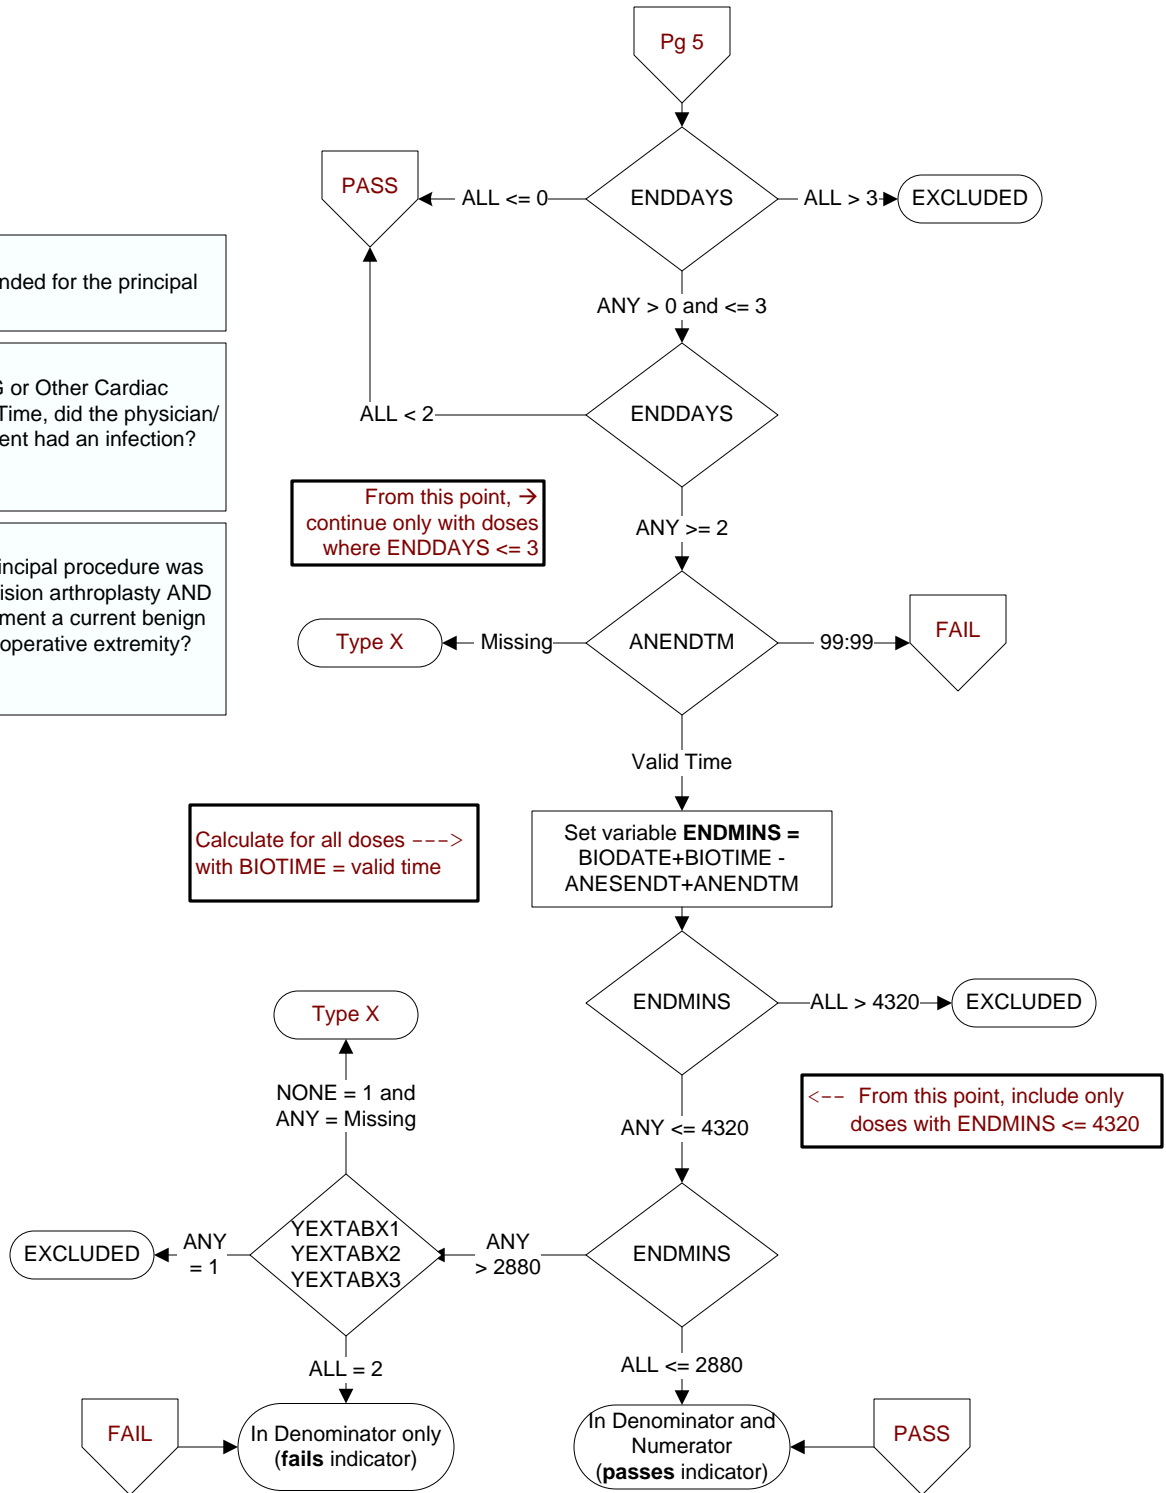 Pg 5
PASS
ALL <= 0
ENDDAYS
ALL > 3
EXCLUDED
nded for the principal
ANY > 0 and <= 3
G or Other Cardiac
Time, did the physician/
ent had an infection?
ALL < 2
ENDDAYS
From this point, →
continue only with doses
where ENDDAYS <= 3
ANY >= 2
incipal procedure was
ision arthroplasty AND
ment a current benign
operative extremity?
Type X
Missing
ANENDTM
99:99
FAIL
Valid Time
Calculate for all doses --->
with BIOTIME = valid time
Set variable ENDMINS =
BIODATE+BIOTIME -
ANESENDT+ANENDTM
ENDMINS
ALL > 4320
EXCLUDED
Type X
NONE = 1 and
ANY = Missing
ANY <= 4320
<-- From this point, include only
doses with ENDMINS <= 4320
EXCLUDED
ANY
= 1
YEXTABX1
YEXTABX2
YEXTABX3
ANY
> 2880
ENDMINS
ALL = 2
ALL <= 2880
FAIL
In Denominator only
(fails indicator)
In Denominator and
Numerator
(passes indicator)
PASS